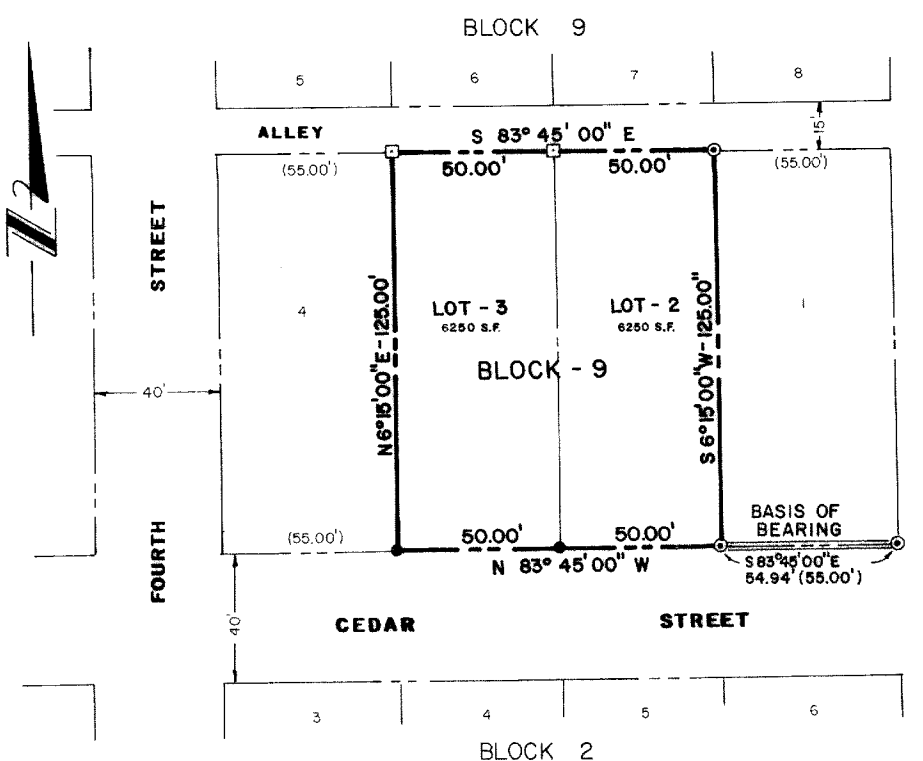 BLOCK 9
5 6 7 8
ALLEY
S 83° 45' 00" E
15'
(55.00') 50.00' 50.00' (55.00')
N
STREET
4
LOT - 3
6250 S.F.
LOT - 2
6250 S.F.
1
BLOCK - 9
N 6°15'00"E-125.00'
S 6°15'00"W-125.00"
40'
BASIS OF
BEARING
(55.00') 50.00' 50.00'
N 83° 45' 00" W
S 83°45'00"E
54.94' (55.00')
FOURTH
40'
CEDAR STREET
3 4 5 6
BLOCK 2